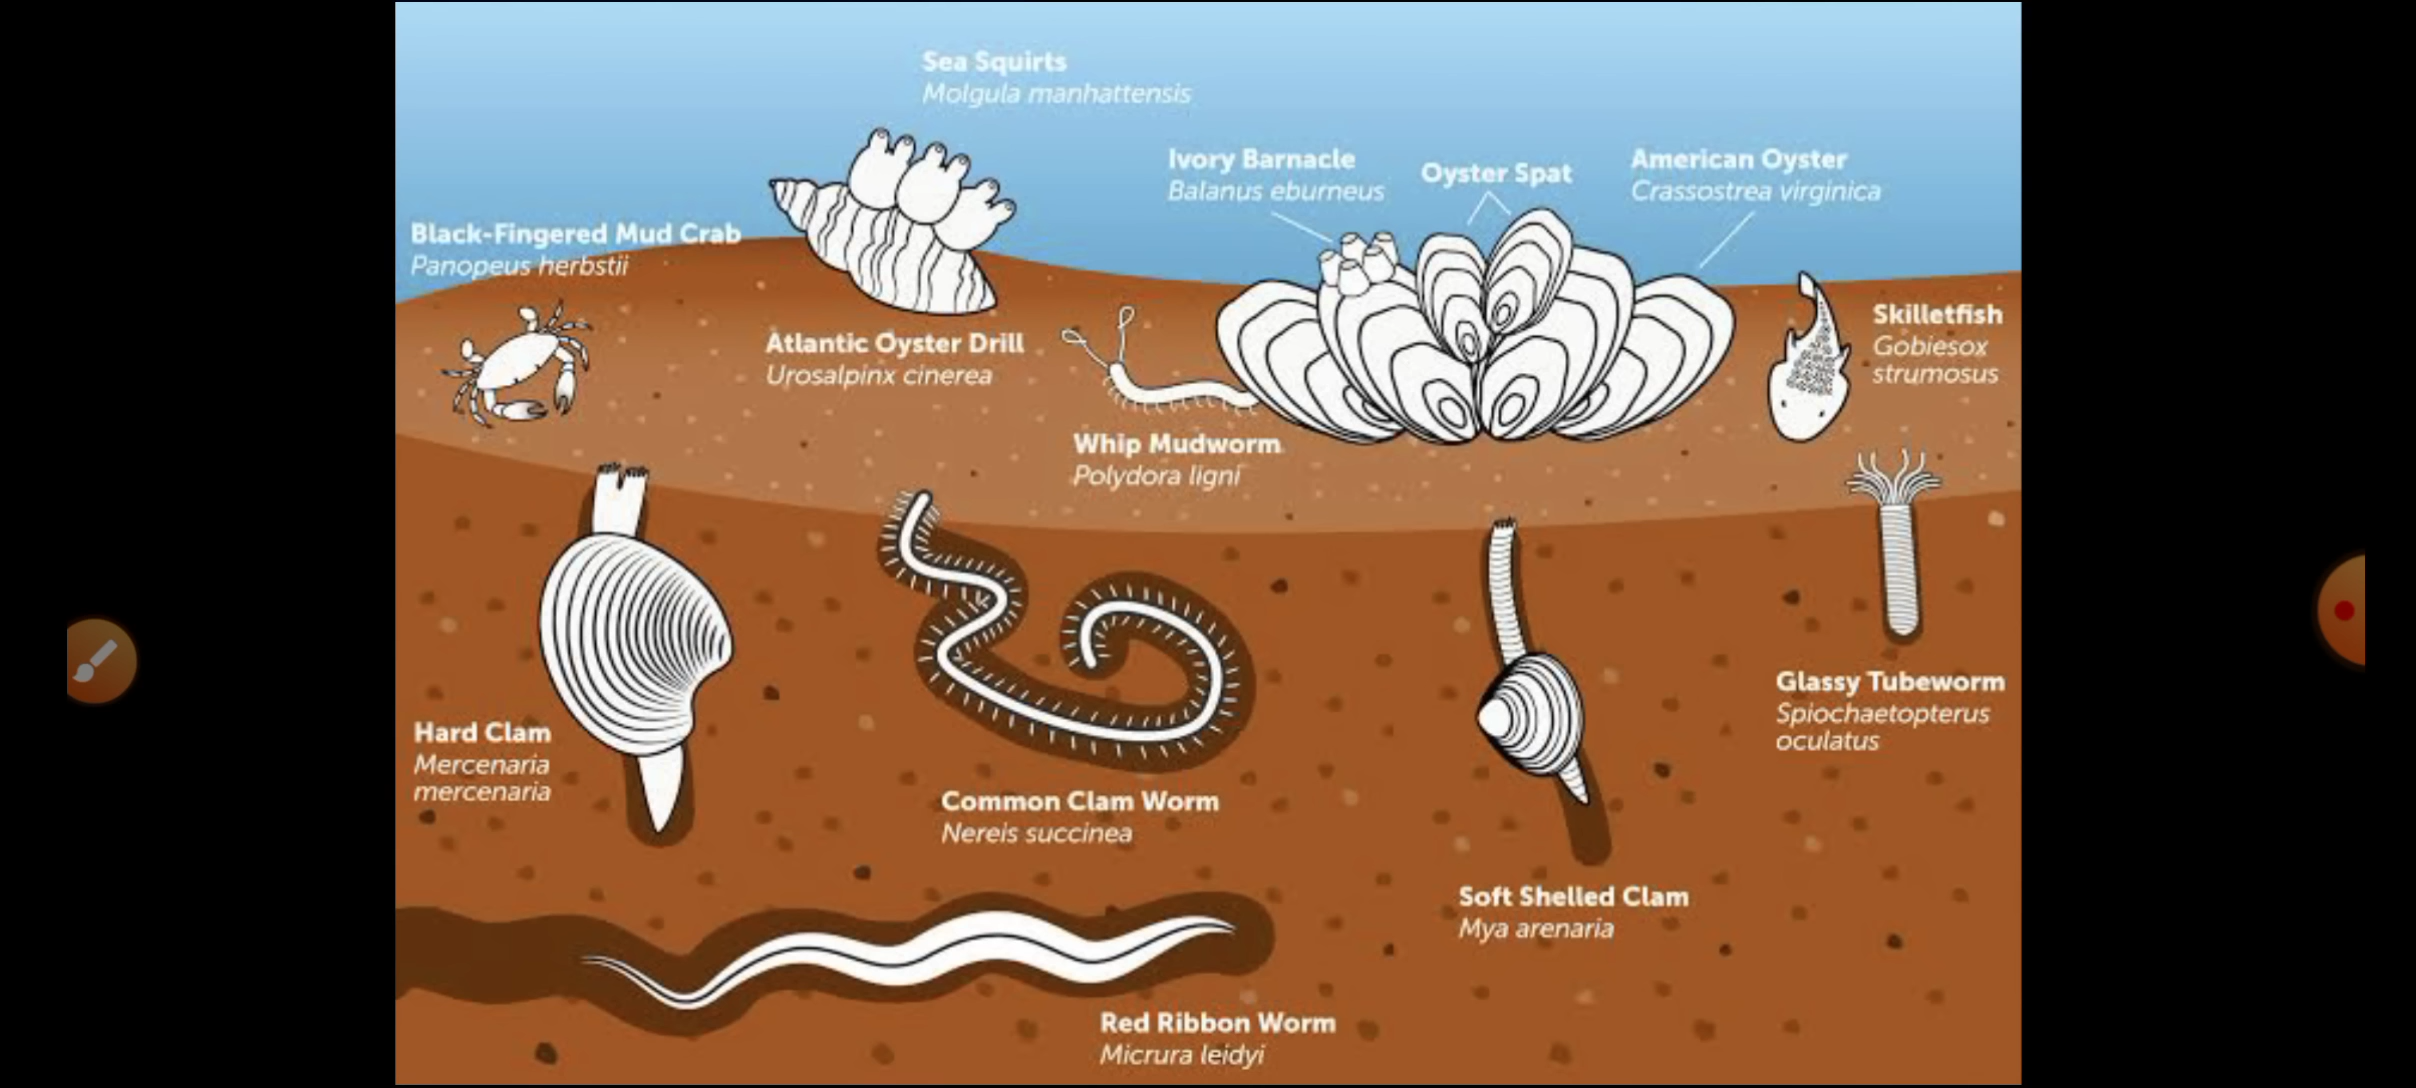 Sea Squirts
Molgula manhattensis
Ivory Barnacle
Balanus eburneus
Oyster Spat
American Oyster
Crassostrea virginica
Black-Fingered Mud Crab
Panopeus herbstii
Skilletfish
Gobiesox
strumosus
Atlantic Oyster Drill
Urosalpinx cinerea
Whip Mudworm
Polydora ligni
Glassy Tubeworm
Spiochaetopterus
oculatus
Hard Clam
Mercenaria
mercenaria
Common Clam Worm
Nereis succinea
Soft Shelled Clam
Mya arenaria
Red Ribbon Worm
Micrura leidyi